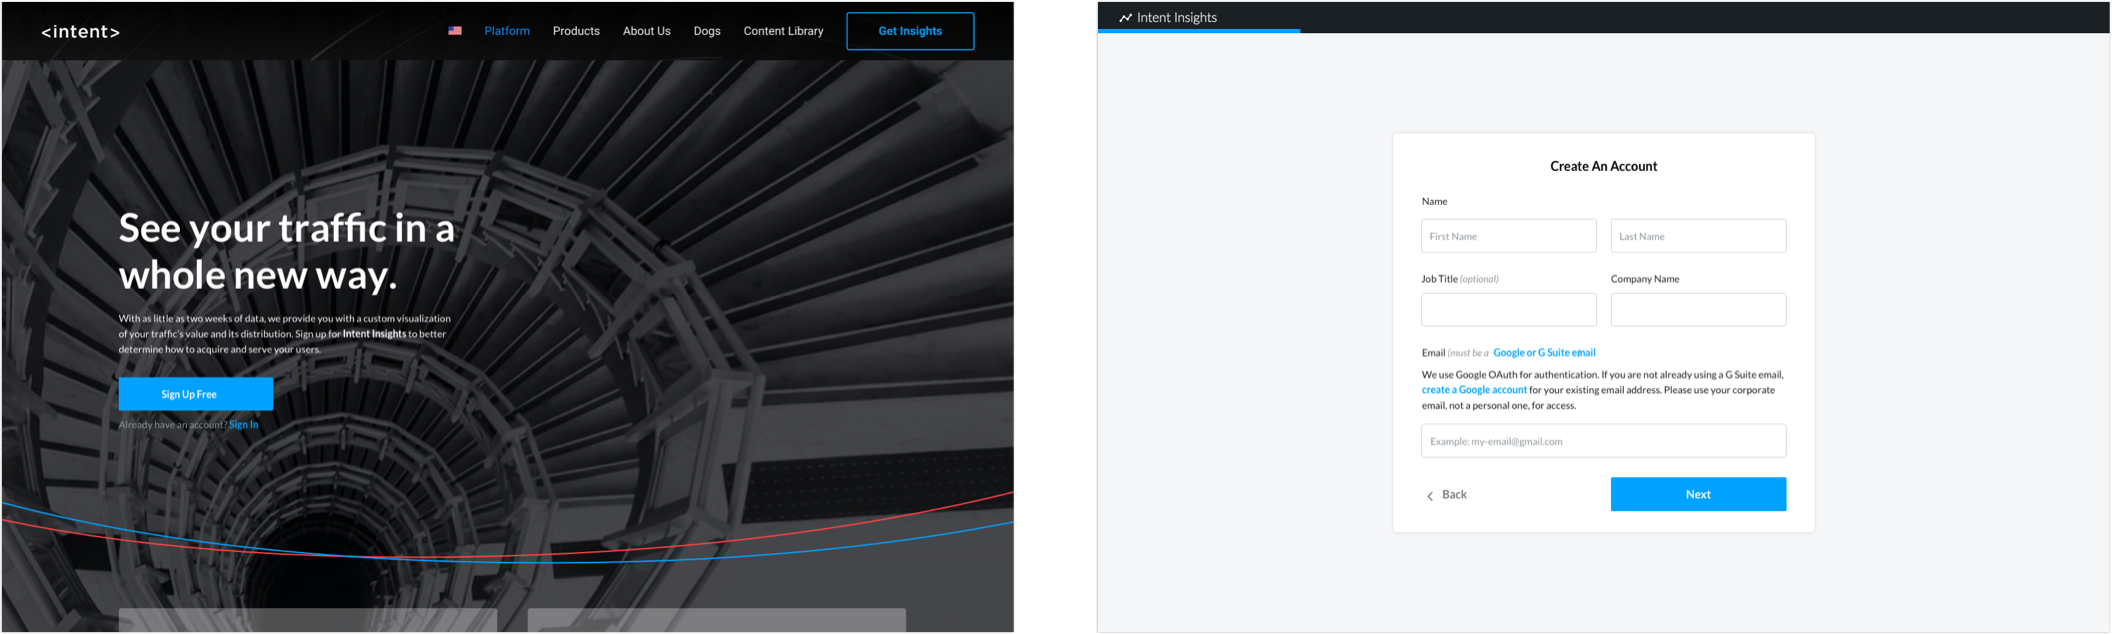 <intent>
Platform
Products
About Us
Dogs
Content Library
Get Insights
See your traffic in a
whole new way.
With as little as two weeks of data, we provide you with a custom visualization
of your traffic's value and its distribution. Sign up for Intent Insights to better
determine how to acquire and serve your users.
Sign Up Free
Already have an account? Sign In
Intent Insights
Create An Account
Name
First Name
Last Name
Job Title (optional)
Company Name
Email (must be a Google or G Suite email)
We use Google OAuth for authentication. If you are not already using a G Suite email,
create a Google account for your existing email address. Please use your corporate
email, not a personal one, for access.
Example: my-email@gmail.com
Back
Next